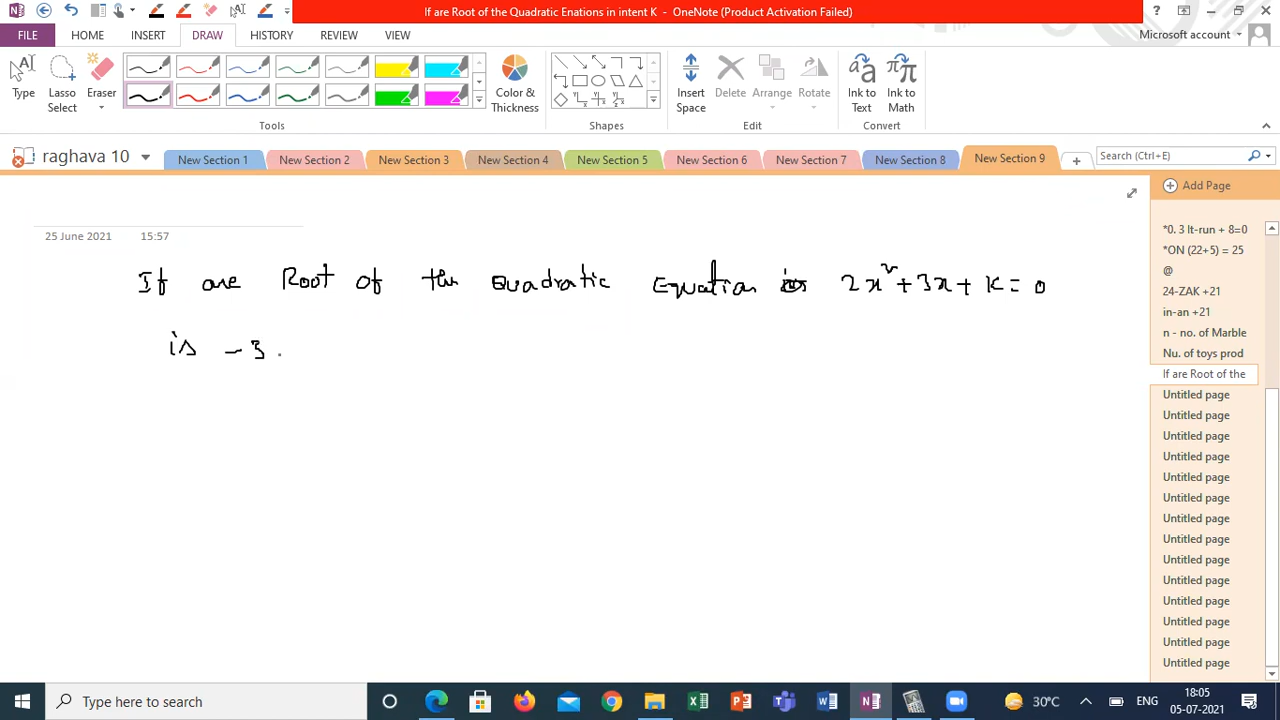 If are Root of the Quadratic Enations in intent K - OneNote (Product Activation Failed)
FILE HOME INSERT DRAW HISTORY REVIEW VIEW Microsoft account
Type Lasso Select Eraser Color & Thickness Insert Space Delete Arrange Rotate Ink to Text Ink to Math
Tools Shapes Edit Convert
raghava 10 New Section 1 New Section 2 New Section 3 New Section 4 New Section 5 New Section 6 New Section 7 New Section 8 New Section 9 Search (Ctrl+E)
Add Page
25 June 2021 15:57
If are Root of the Quadratic Equation 2x²+3x+K=0
is -3.
*0. 3 It-run + 8=0
*ON (22+5) = 25
@
24-ZAK +21
in-an +21
n - no. of Marble
Nu. of toys prod
If are Root of the
Untitled page
Untitled page
Untitled page
Untitled page
Untitled page
Untitled page
Untitled page
Untitled page
Untitled page
Untitled page
Untitled page
Untitled page
Untitled page
Untitled page
Type here to search 30°C ENG 18:05
05-07-2021